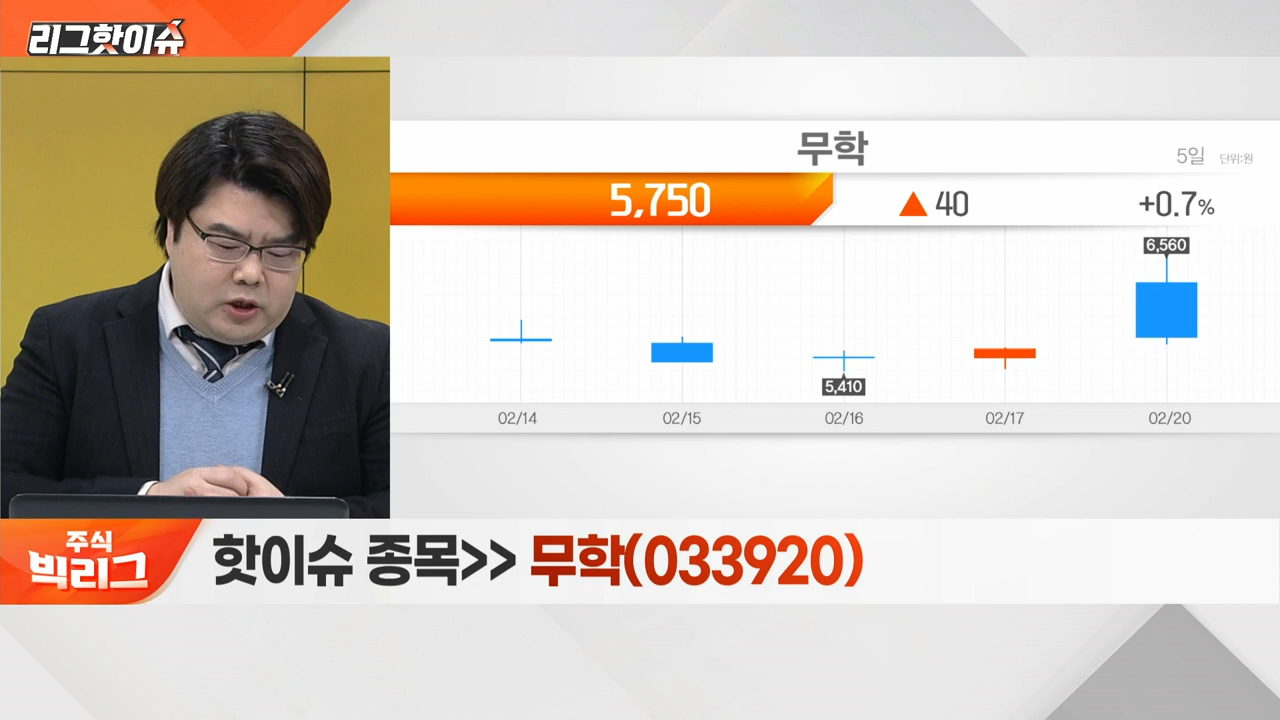 리그핫이슈
무학
5일 단위:원
5,750 ▲40 +0.7%
6,560
5,410
02/14 02/15 02/16 02/17 02/20
주식
빅리그
핫이슈 종목>> 무학(033920)